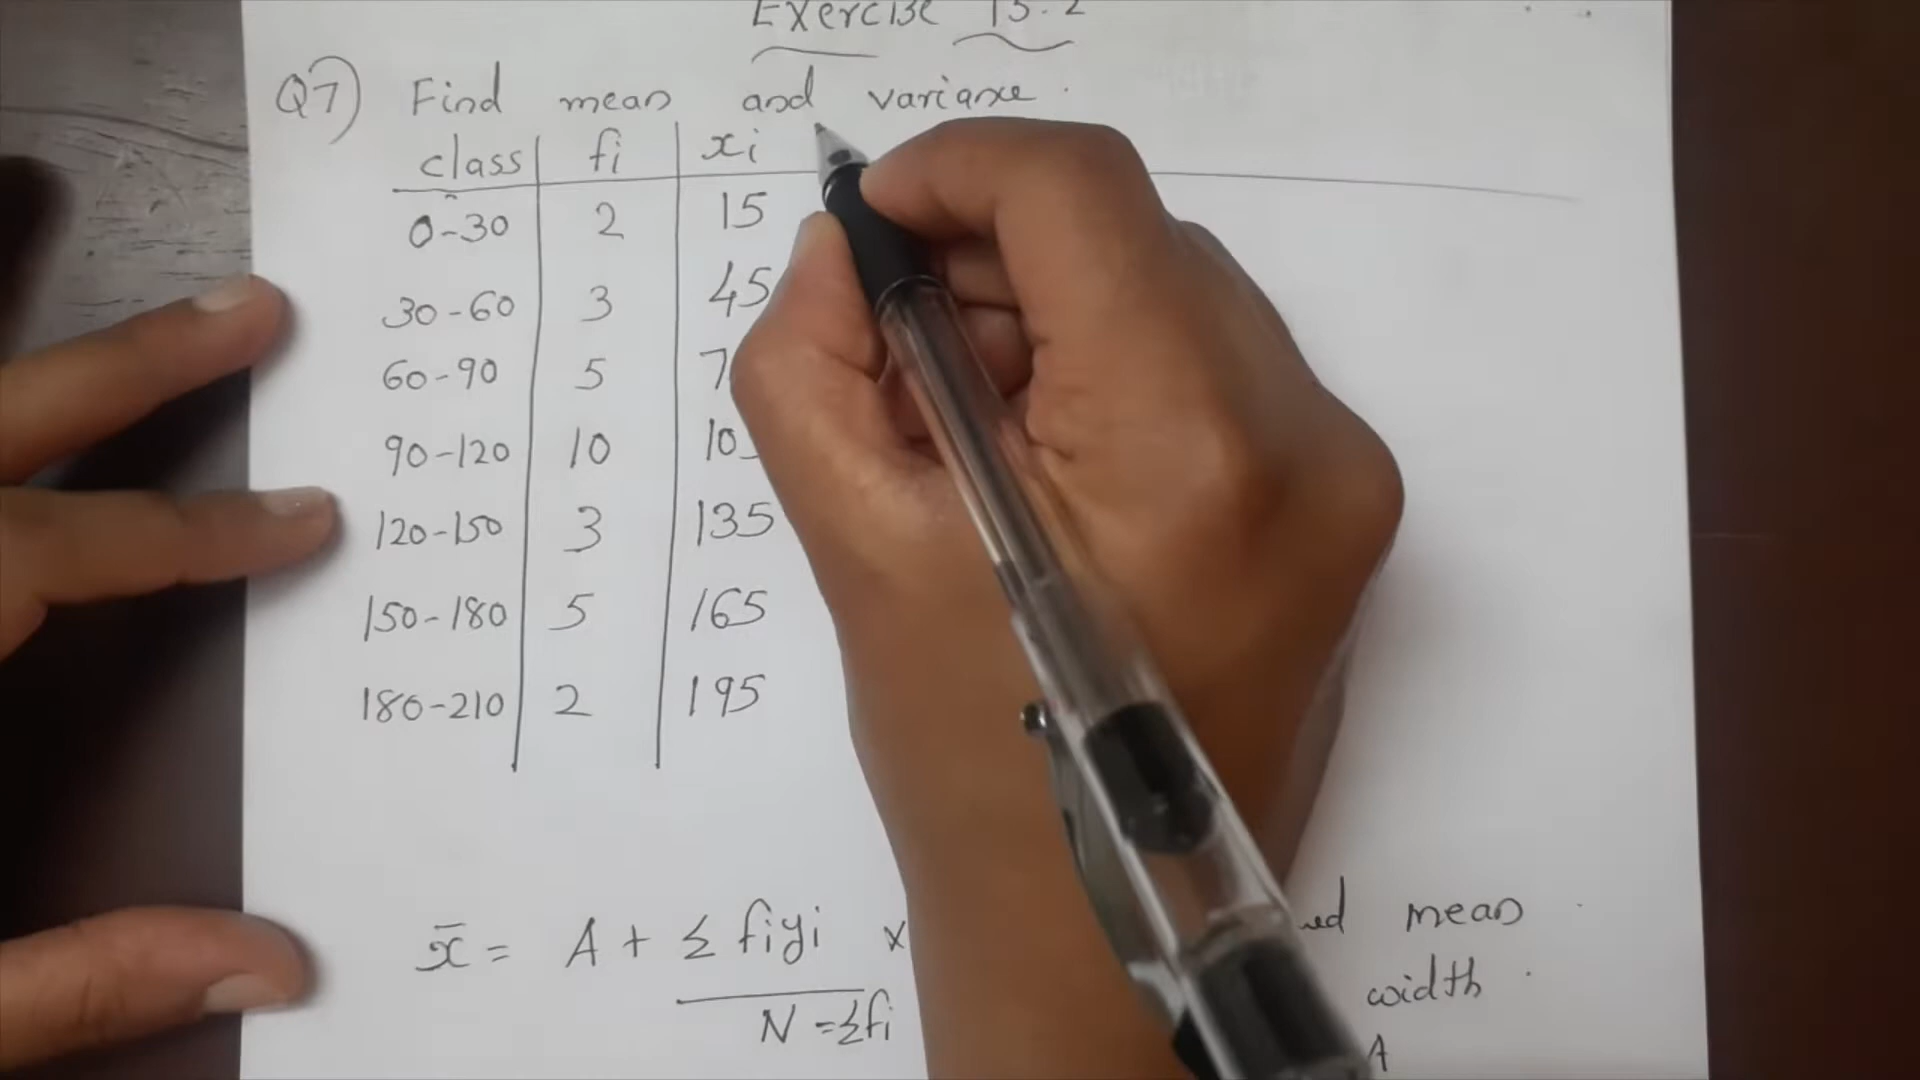 Exercise 15.2
Q7) Find mean and variance.
class fi xi
0-30 2 15
30-60 3 45
60-90 5
90-120 10
120-150 3 135
150-180 5 165
180-210 2 195
x̄ = A + Σ fiyi ×
N = Σfi
mean
width
A